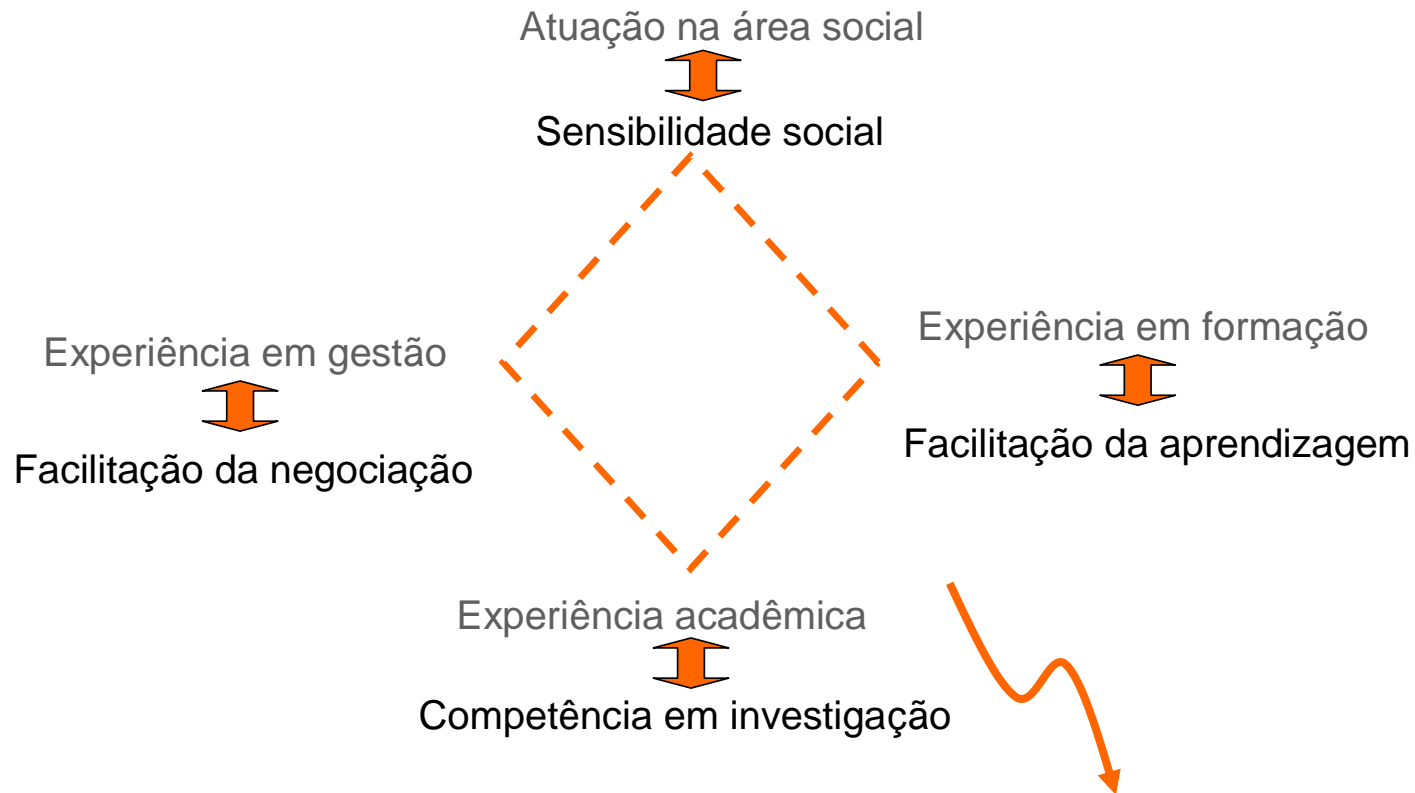 Atuação na área social
Sensibilidade social
Experiência em gestão
Facilitação da negociação
Experiência em formação
Facilitação da aprendizagem
Experiência acadêmica
Competência em investigação